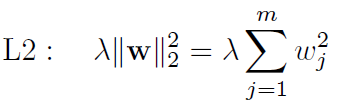 L2 : λ‖w‖₂² = λ ∑_{j=1}^{m} w_j²